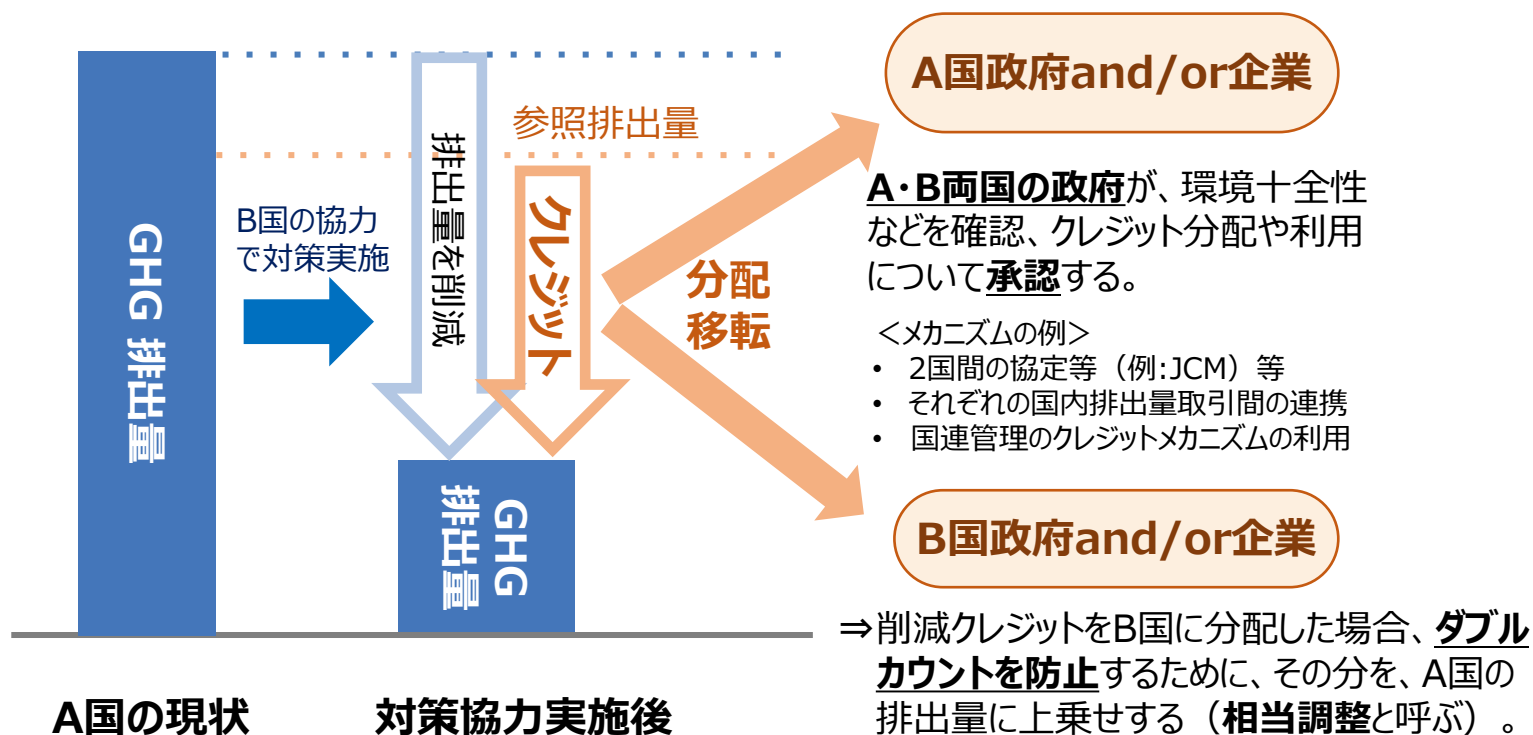 GHG 排出量
B国の協力
で対策実施
排出量を削減
参照排出量
クレジット
分配
移転
GHG
排出量
A国の現状
対策協力実施後
A国政府and/or企業
A・B両国の政府が、環境十全性
などを確認、クレジット分配や利用
について承認する。
<メカニズムの例>
• 2国間の協定等（例:JCM）等
• それぞれの国内排出量取引間の連携
• 国連管理のクレジットメカニズムの利用
B国政府and/or企業
⇒削減クレジットをB国に分配した場合、ダブル
カウントを防止するために、その分を、A国の
排出量に上乗せする（相当調整と呼ぶ）。